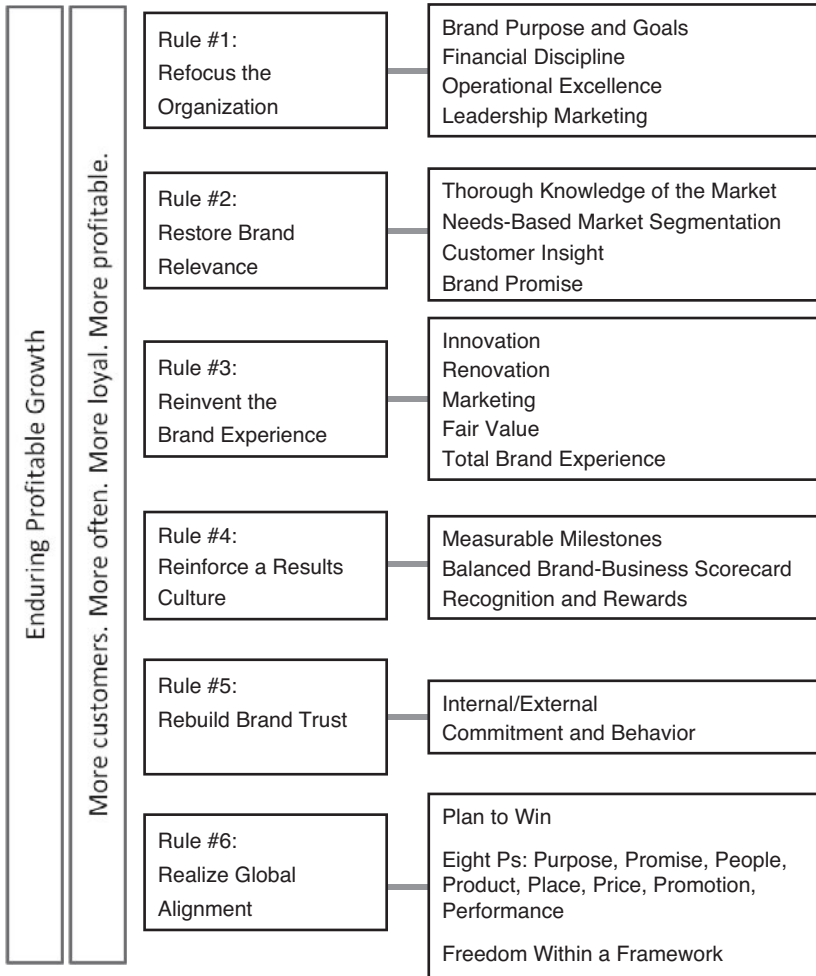 Enduring Profitable Growth
More customers. More often. More loyal. More profitable.
Rule #1:
Refocus the
Organization
Brand Purpose and Goals
Financial Discipline
Operational Excellence
Leadership Marketing
Rule #2:
Restore Brand
Relevance
Thorough Knowledge of the Market
Needs-Based Market Segmentation
Customer Insight
Brand Promise
Rule #3:
Reinvent the
Brand Experience
Innovation
Renovation
Marketing
Fair Value
Total Brand Experience
Rule #4:
Reinforce a Results
Culture
Measurable Milestones
Balanced Brand-Business Scorecard
Recognition and Rewards
Rule #5:
Rebuild Brand Trust
Internal/External
Commitment and Behavior
Rule #6:
Realize Global
Alignment
Plan to Win
Eight Ps: Purpose, Promise, People,
Product, Place, Price, Promotion,
Performance
Freedom Within a Framework